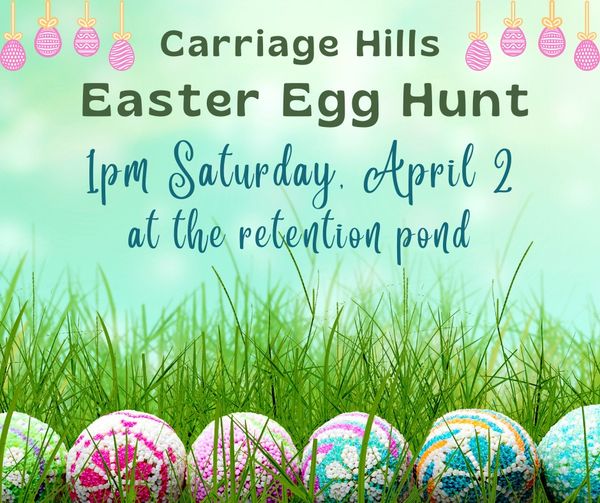 Carriage Hills
Easter Egg Hunt
1pm Saturday, April 2
at the retention pond